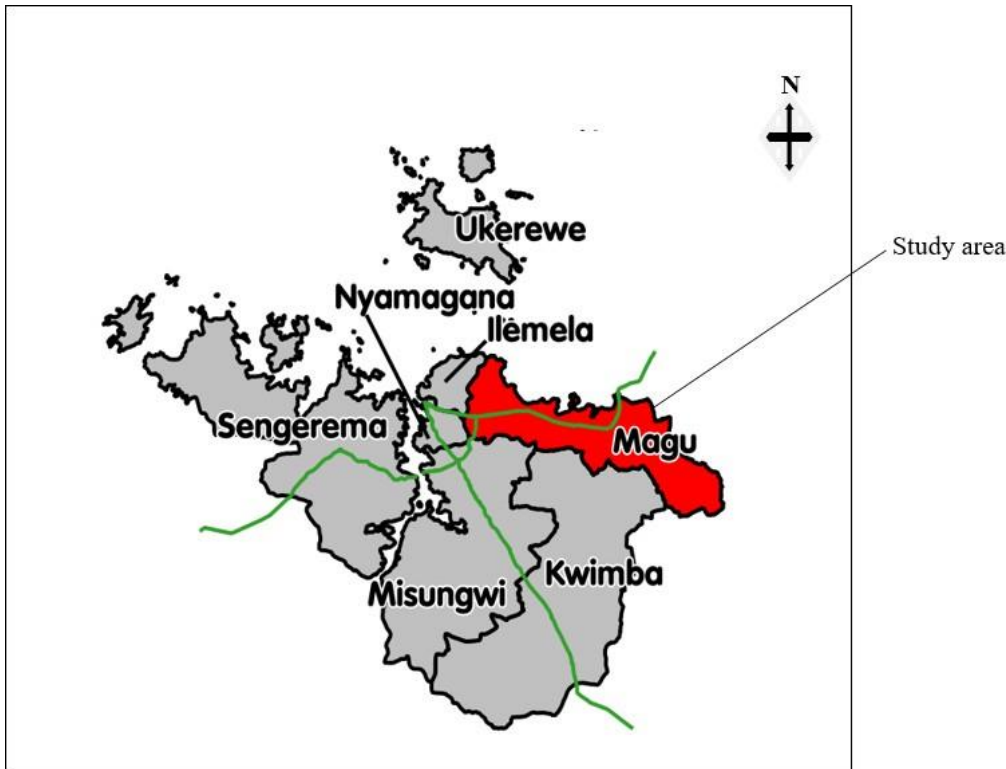 N
Ukerewe
Study area
Nyamagana
Ilemela
Sengerema
Magu
Kwimba
Misungwi